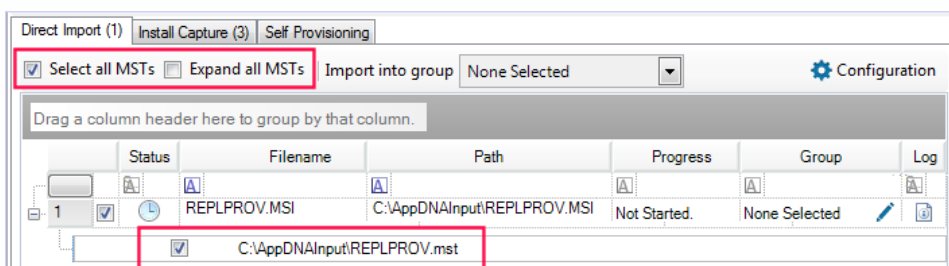 Direct Import (1) Install Capture (3) Self Provisioning
Select all MSTs Expand all MSTs Import into group None Selected Configuration
Drag a column header here to group by that column.
Status Filename Path Progress Group Log
A A A A A A
1 REPLPROV.MSI C:\AppDNAInput\REPLPROV.MSI Not Started. None Selected
C:\AppDNAInput\REPLPROV.mst